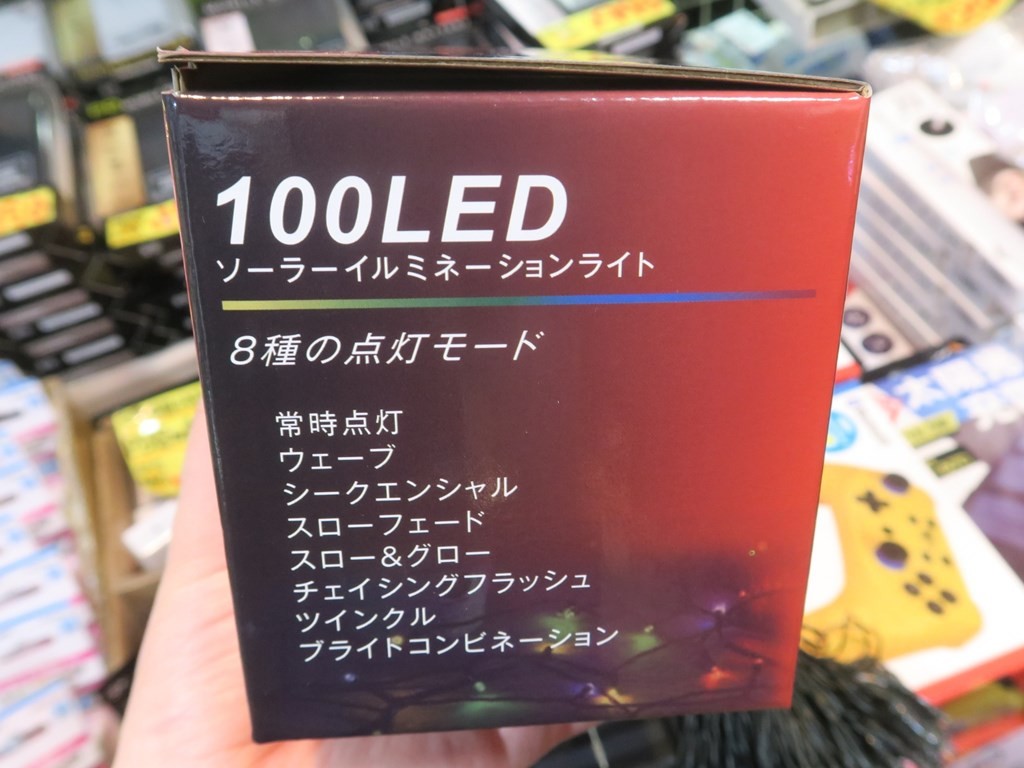 100LED
ソーラーイルミネーションライト
8種の点灯モード
常時点灯
ウェーブ
シークエンシャル
スローフェード
スロー&グロー
チェイシングフラッシュ
ツインクル
ブライトコンビネーション